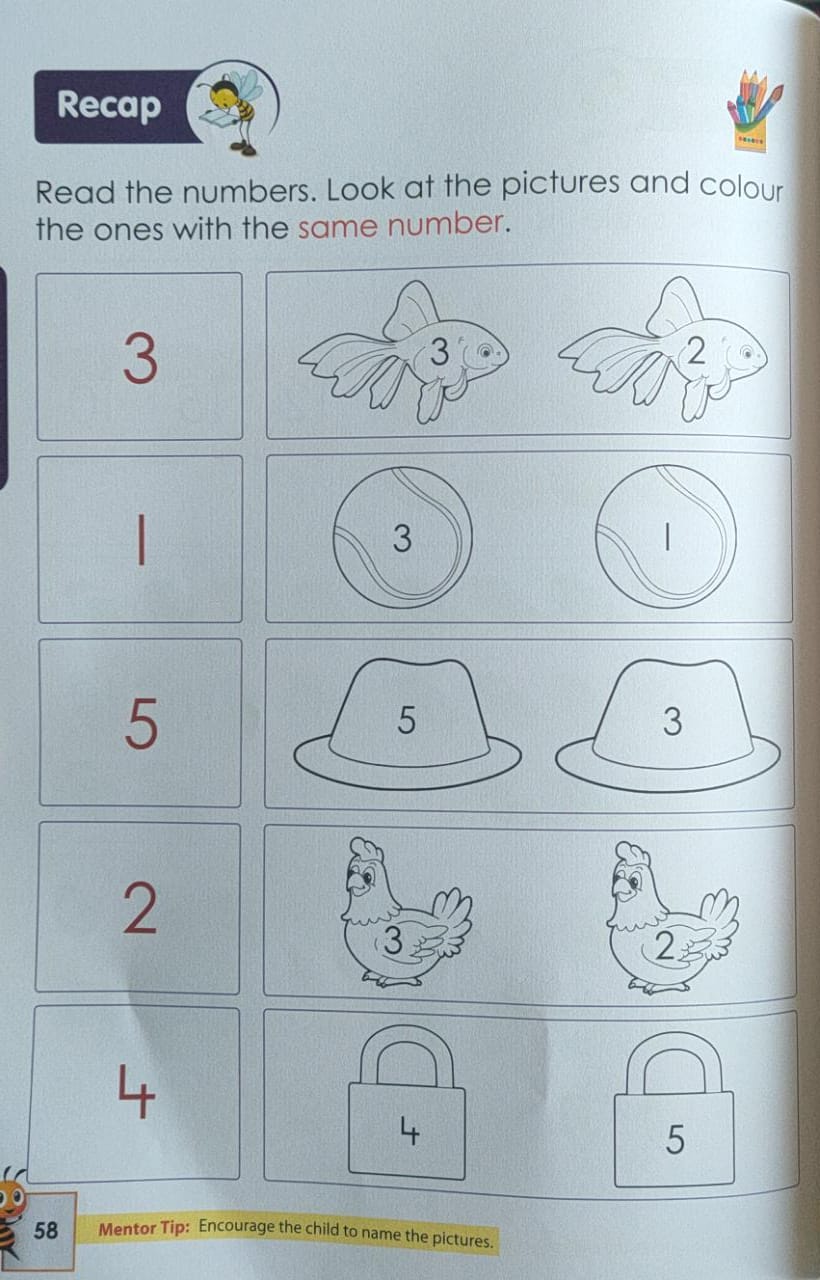 Recap
Read the numbers. Look at the pictures and colour
the ones with the same number.
3
3 2
1
3 1
5
5 3
2
3 2
4
4 5
58
Mentor Tip: Encourage the child to name the pictures.